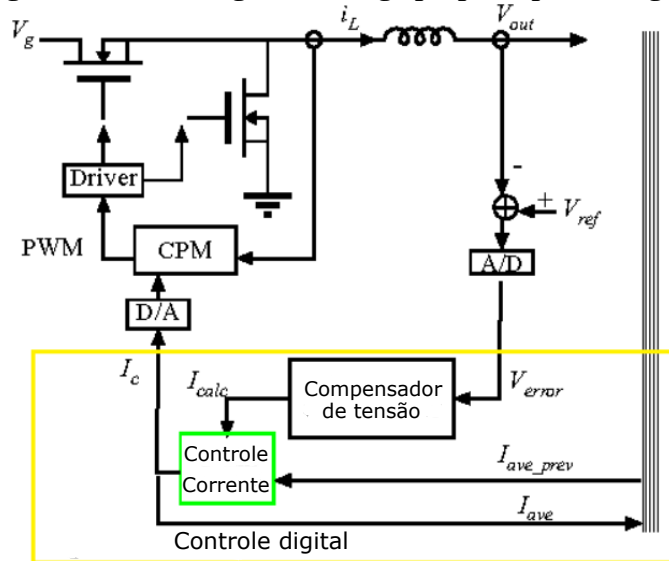 V_g
i_L
V_out
Driver
-
+
V_ref
PWM
CPM
A/D
D/A
I_c
I_calc
Compensador
de tensão
V_error
Controle
Corrente
I_ave_prev
I_ave
Controle digital